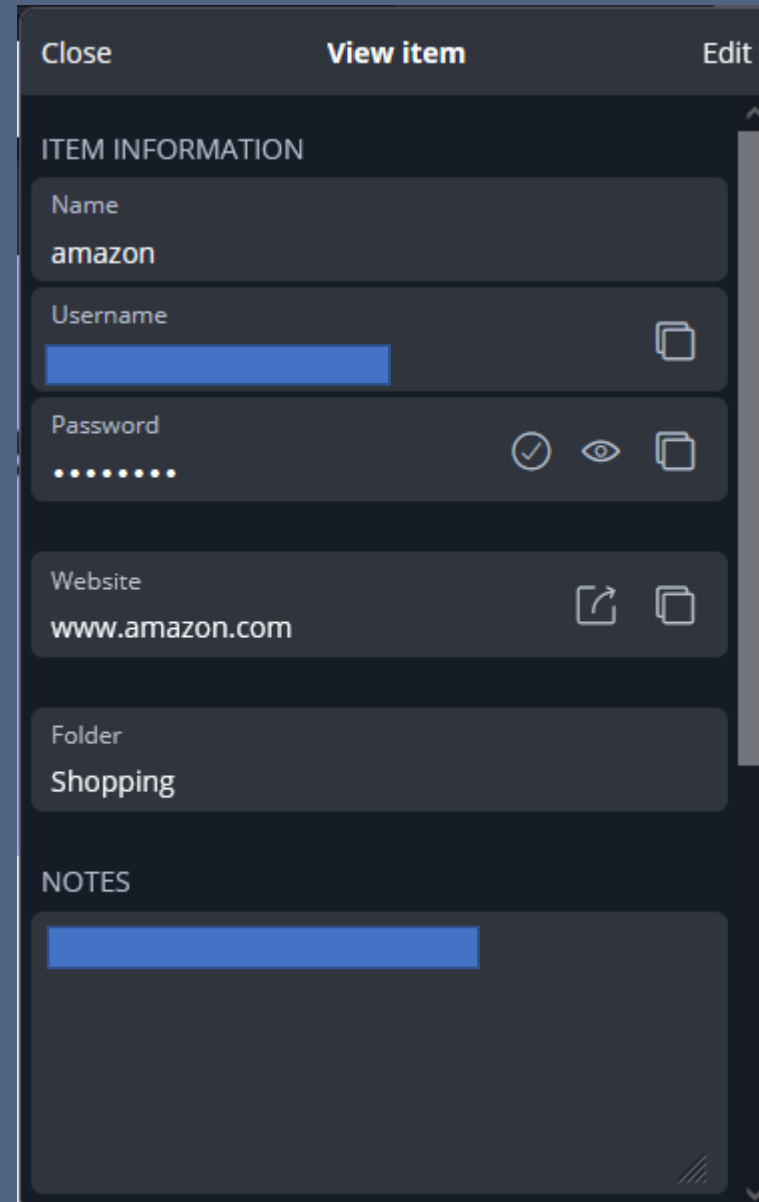 Close View item Edit
ITEM INFORMATION
Name
amazon
Username
Password
••••••••
Website
www.amazon.com
Folder
Shopping
NOTES